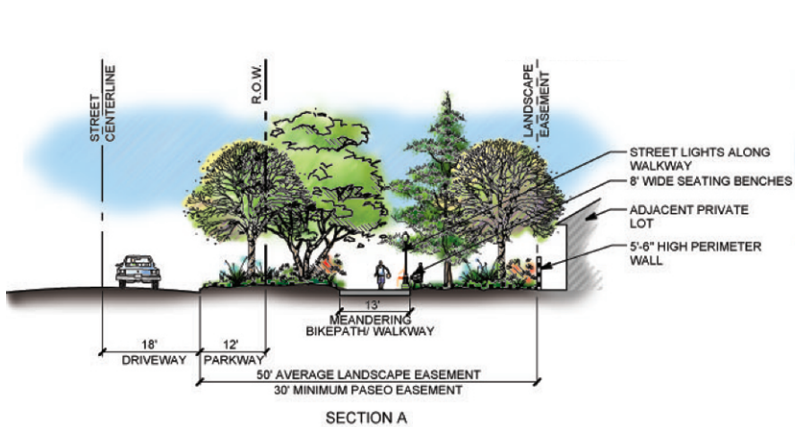 STREET
CENTERLINE
R.O.W.
LANDSCAPE
EASEMENT
STREET LIGHTS ALONG
WALKWAY
8' WIDE SEATING BENCHES
ADJACENT PRIVATE
LOT
5'-6" HIGH PERIMETER
WALL
13'
MEANDERING
BIKEPATH/ WALKWAY
18'
DRIVEWAY
12'
PARKWAY
50' AVERAGE LANDSCAPE EASEMENT
30' MINIMUM PASEO EASEMENT
SECTION A